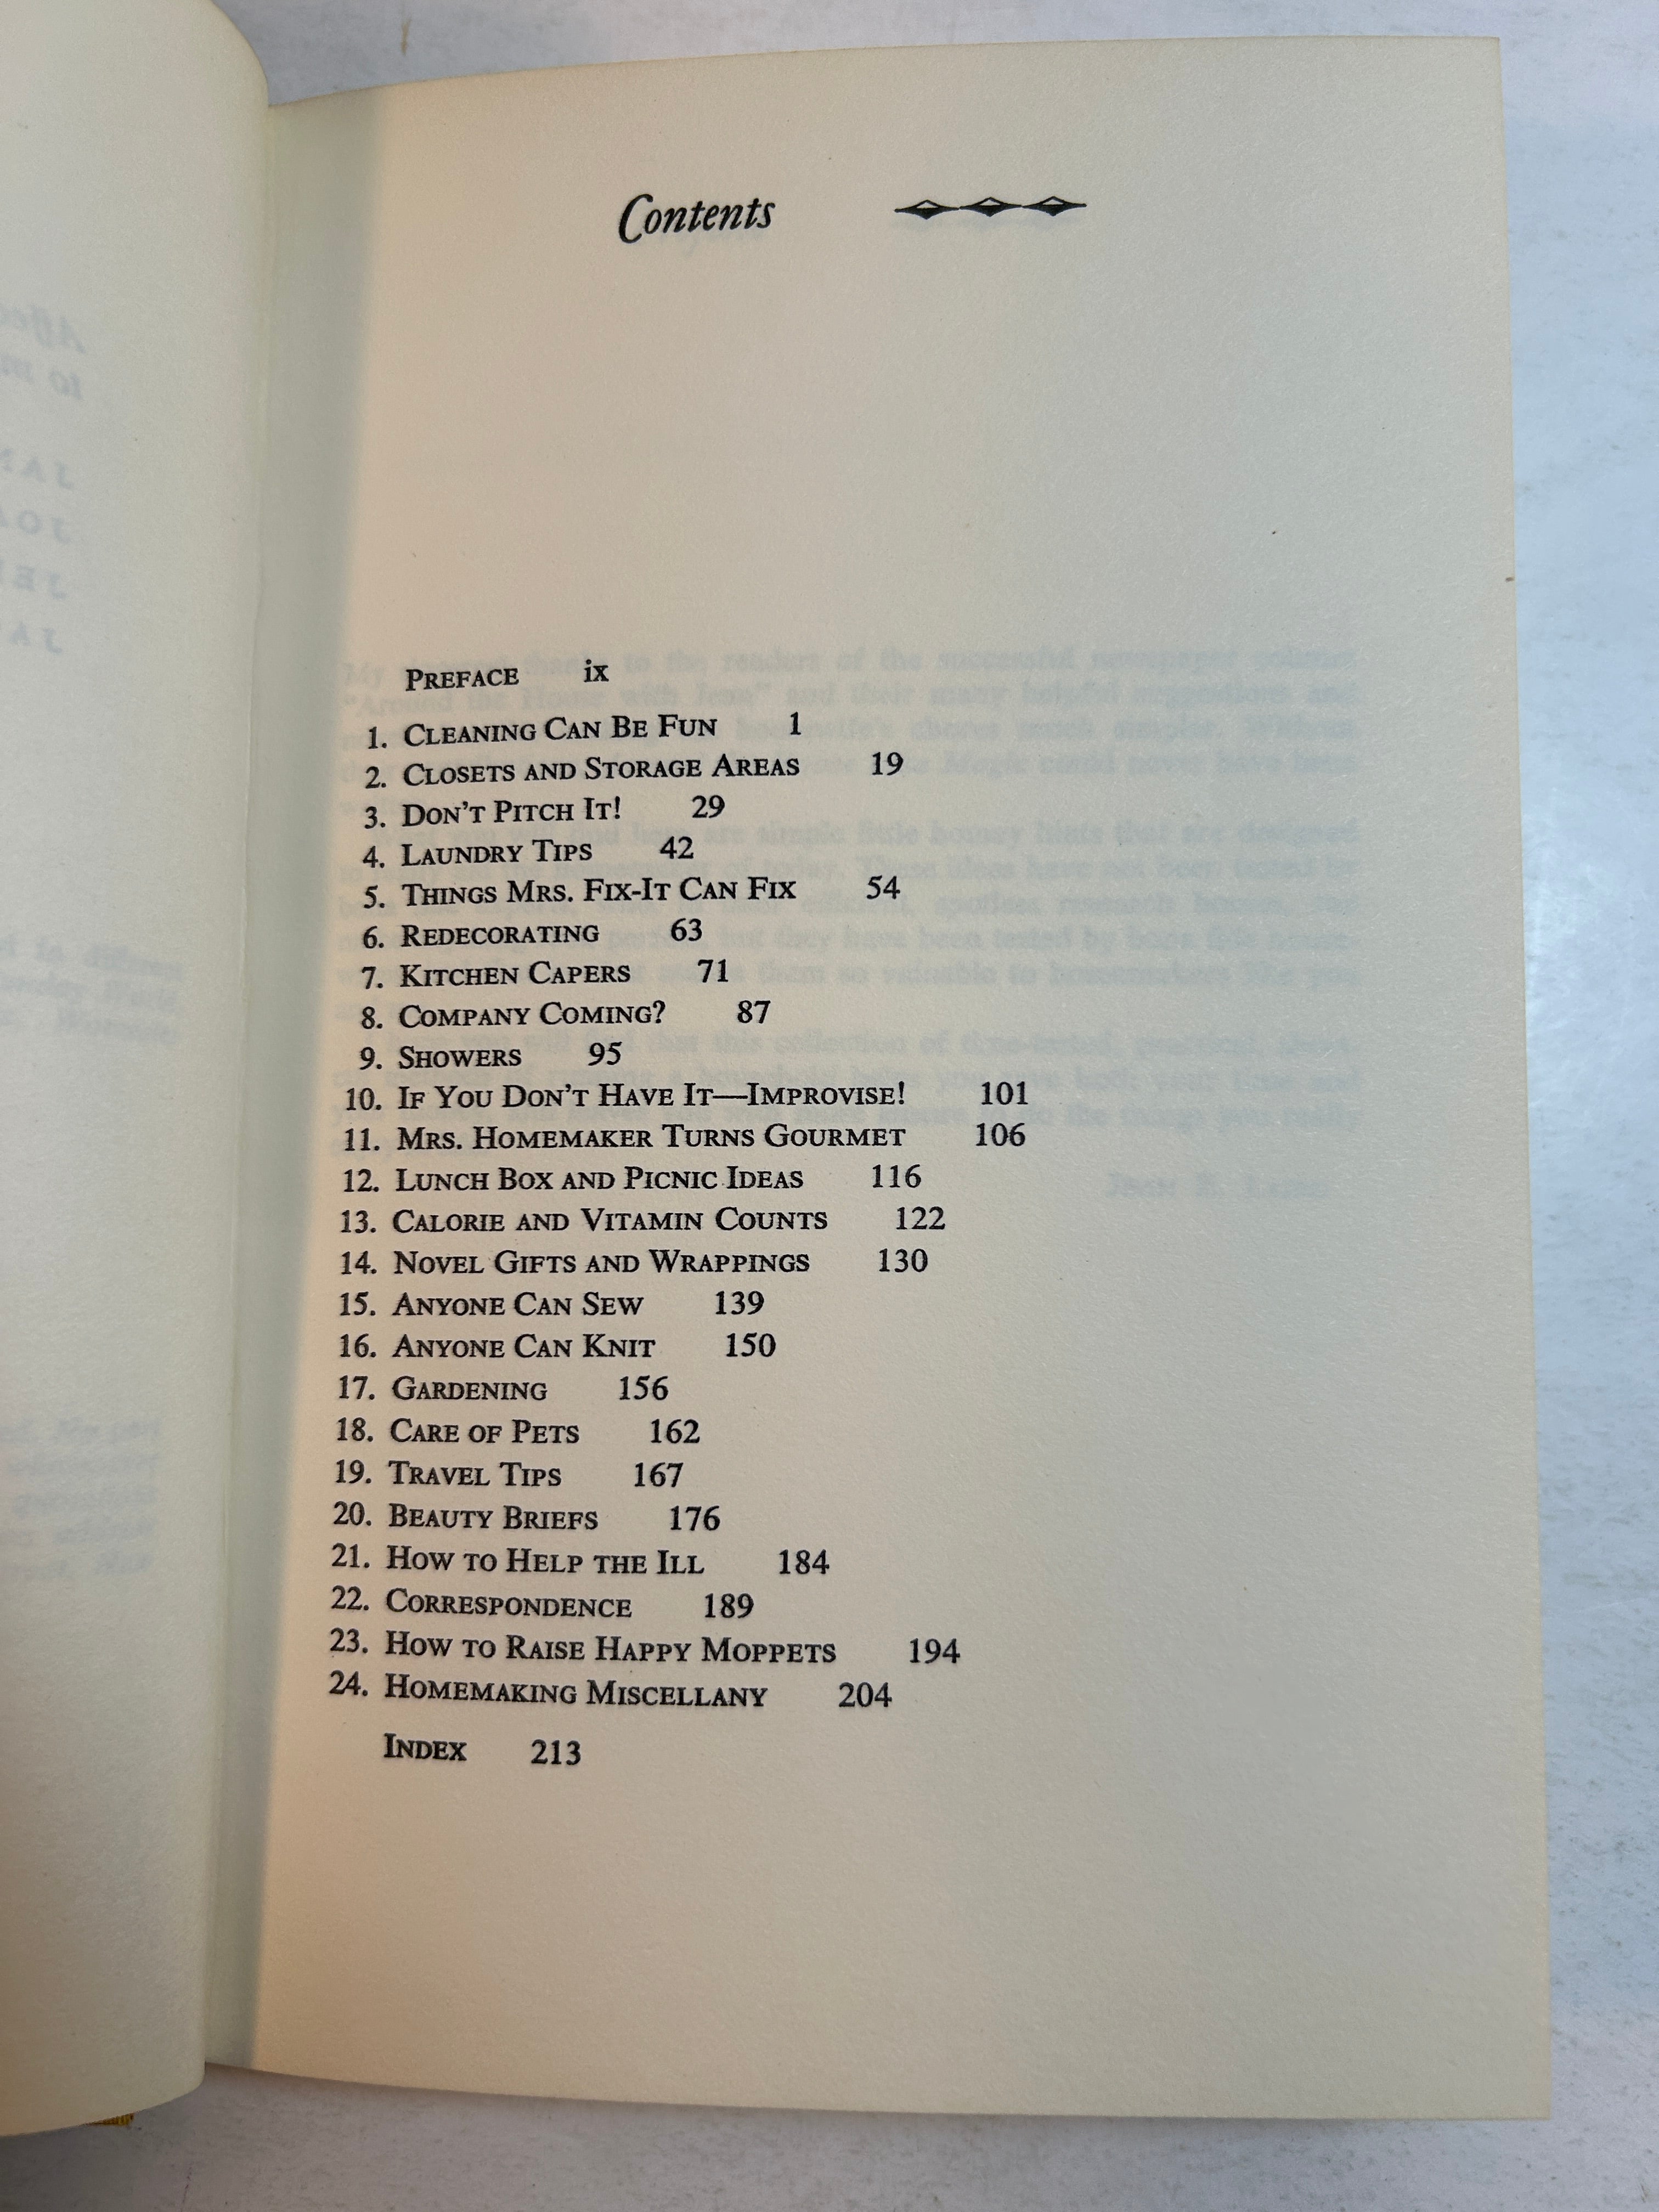 Contents
PREFACE ix
1. CLEANING CAN BE FUN 1
2. CLOSETS AND STORAGE AREAS 19
3. DON'T PITCH IT! 29
4. LAUNDRY TIPS 42
5. THINGS MRS. FIX-IT CAN FIX 54
6. REDECORATING 63
7. KITCHEN CAPERS 71
8. COMPANY COMING? 87
9. SHOWERS 95
10. IF YOU DON'T HAVE IT—IMPROVISE! 101
11. MRS. HOMEMAKER TURNS GOURMET 106
12. LUNCH BOX AND PICNIC IDEAS 116
13. CALORIE AND VITAMIN COUNTS 122
14. NOVEL GIFTS AND WRAPPINGS 130
15. ANYONE CAN SEW 139
16. ANYONE CAN KNIT 150
17. GARDENING 156
18. CARE OF PETS 162
19. TRAVEL TIPS 167
20. BEAUTY BRIEFS 176
21. HOW TO HELP THE ILL 184
22. CORRESPONDENCE 189
23. HOW TO RAISE HAPPY MOPPETS 194
24. HOMEMAKING MISCELLANY 204
INDEX 213